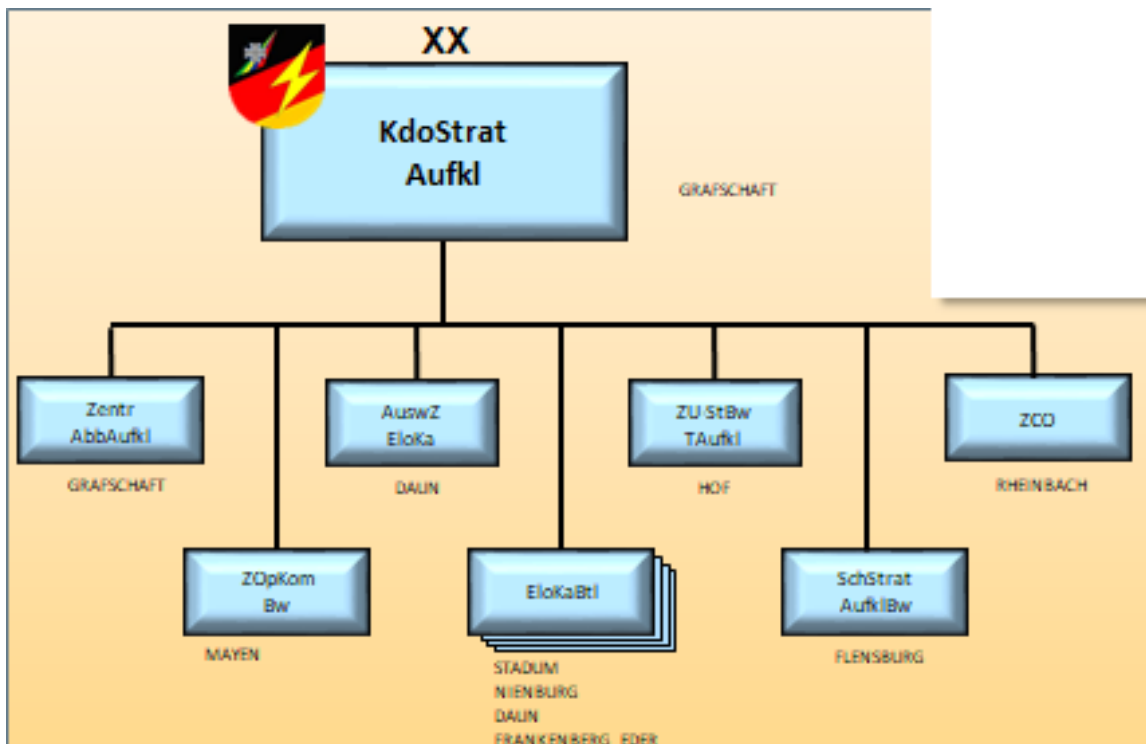 XX
KdoStrat
Aufkl
GRAFSCHAFT
Zentr
AbbAufkl
GRAFSCHAFT
AuswZ
EloKa
DAUN
ZU-StBw
TAufkl
HOF
ZCO
RHEINBACH
ZOpKom
Bw
MAYEN
EloKaBtl
STADUM
NIENBURG
DAUN
FRANKENBERG_EDER
SchStrat
AufklBw
FLENSBURG